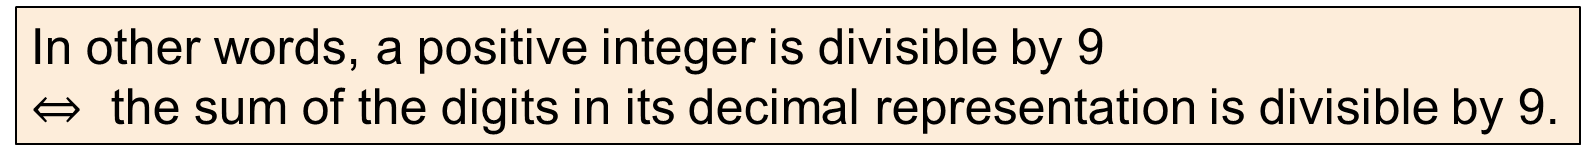 In other words, a positive integer is divisible by 9
⇔ the sum of the digits in its decimal representation is divisible by 9.